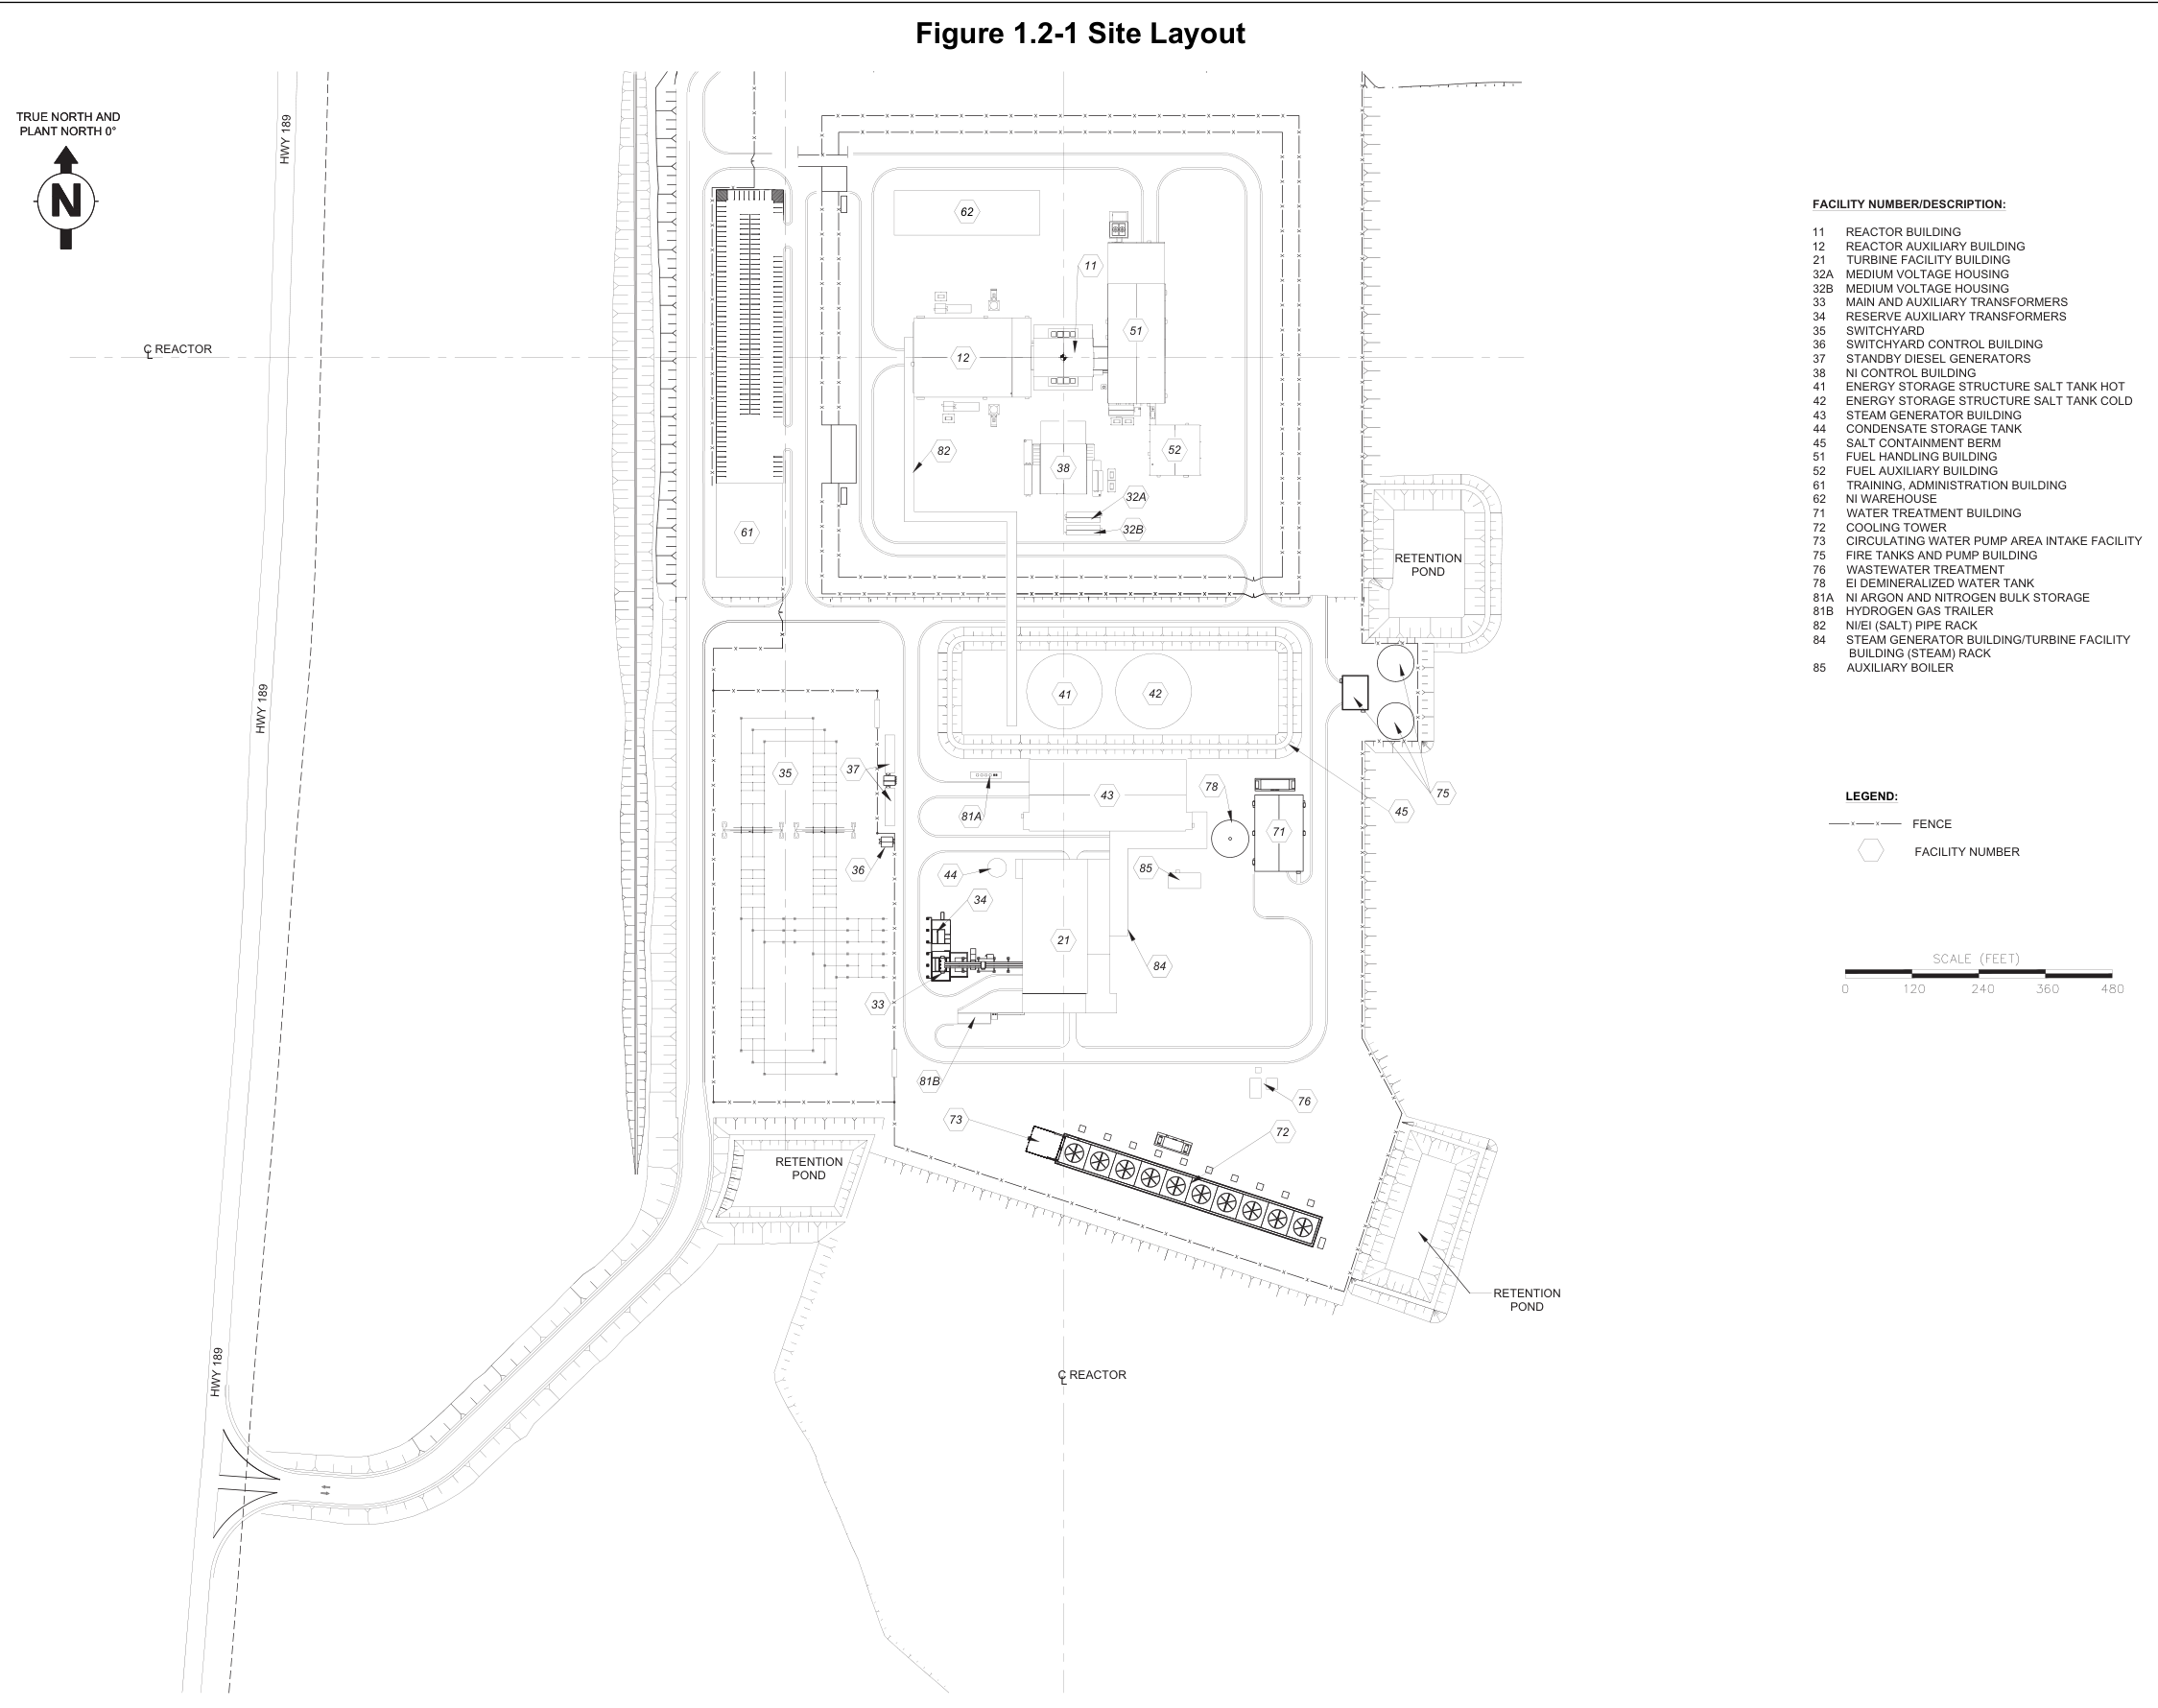 Figure 1.2-1 Site Layout
TRUE NORTH AND
PLANT NORTH 0°
N
HWY 189
HWY 189
HWY 189
CL REACTOR
CL REACTOR
62
11
51
12
82
38
52
32A
32B
61
RETENTION
POND
41
42
35
37
43
78
71
45
75
81A
36
44
85
34
21
84
33
81B
76
73
72
RETENTION
POND
RETENTION
POND
FACILITY NUMBER/DESCRIPTION:
11 REACTOR BUILDING
12 REACTOR AUXILIARY BUILDING
21 TURBINE FACILITY BUILDING
32A MEDIUM VOLTAGE HOUSING
32B MEDIUM VOLTAGE HOUSING
33 MAIN AND AUXILIARY TRANSFORMERS
34 RESERVE AUXILIARY TRANSFORMERS
35 SWITCHYARD
36 SWITCHYARD CONTROL BUILDING
37 STANDBY DIESEL GENERATORS
38 NI CONTROL BUILDING
41 ENERGY STORAGE STRUCTURE SALT TANK HOT
42 ENERGY STORAGE STRUCTURE SALT TANK COLD
43 STEAM GENERATOR BUILDING
44 CONDENSATE STORAGE TANK
45 SALT CONTAINMENT BERM
51 FUEL HANDLING BUILDING
52 FUEL AUXILIARY BUILDING
61 TRAINING, ADMINISTRATION BUILDING
62 NI WAREHOUSE
71 WATER TREATMENT BUILDING
72 COOLING TOWER
73 CIRCULATING WATER PUMP AREA INTAKE FACILITY
75 FIRE TANKS AND PUMP BUILDING
76 WASTEWATER TREATMENT
78 EI DEMINERALIZED WATER TANK
81A NI ARGON AND NITROGEN BULK STORAGE
81B HYDROGEN GAS TRAILER
82 NI/EI (SALT) PIPE RACK
84 STEAM GENERATOR BUILDING/TURBINE FACILITY
BUILDING (STEAM) RACK
85 AUXILIARY BOILER
LEGEND:
FENCE
FACILITY NUMBER
SCALE (FEET)
0 120 240 360 480